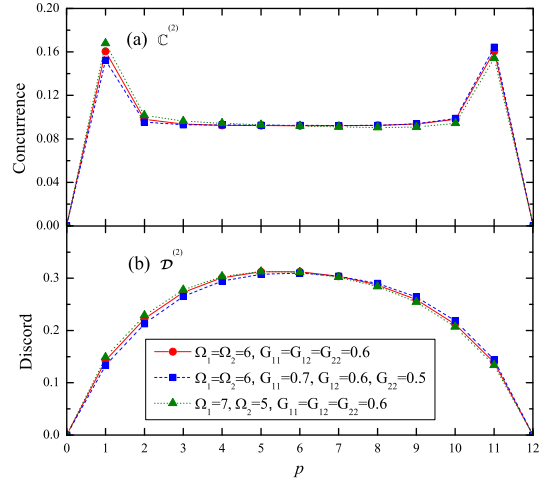 (a) ℂ⁽²⁾
Concurrence
0.20
0.16
0.12
0.08
0.04
0.00
(b) 𝒟⁽²⁾
Discord
0.3
0.2
0.1
0.0
Ω₁=Ω₂=6, G₁₁=G₁₂=G₂₂=0.6
Ω₁=Ω₂=6, G₁₁=0.7, G₁₂=0.6, G₂₂=0.5
Ω₁=7, Ω₂=5, G₁₁=G₁₂=G₂₂=0.6
0 1 2 3 4 5 6 7 8 9 10 11 12
p